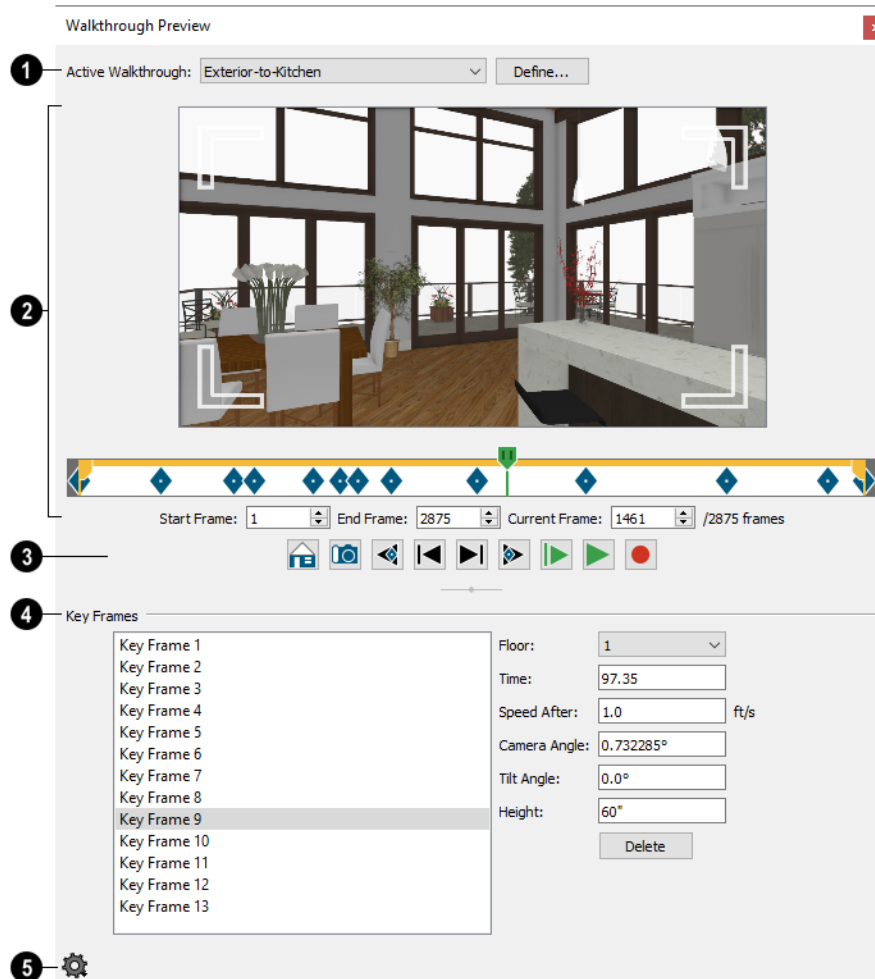 Walkthrough Preview
1 Active Walkthrough: Exterior-to-Kitchen Define...
2
Start Frame: 1 End Frame: 2875 Current Frame: 1461 /2875 frames
3
4 Key Frames
Key Frame 1
Key Frame 2
Key Frame 3
Key Frame 4
Key Frame 5
Key Frame 6
Key Frame 7
Key Frame 8
Key Frame 9
Key Frame 10
Key Frame 11
Key Frame 12
Key Frame 13
Floor: 1
Time: 97.35
Speed After: 1.0 ft/s
Camera Angle: 0.732285°
Tilt Angle: 0.0°
Height: 60"
Delete
5